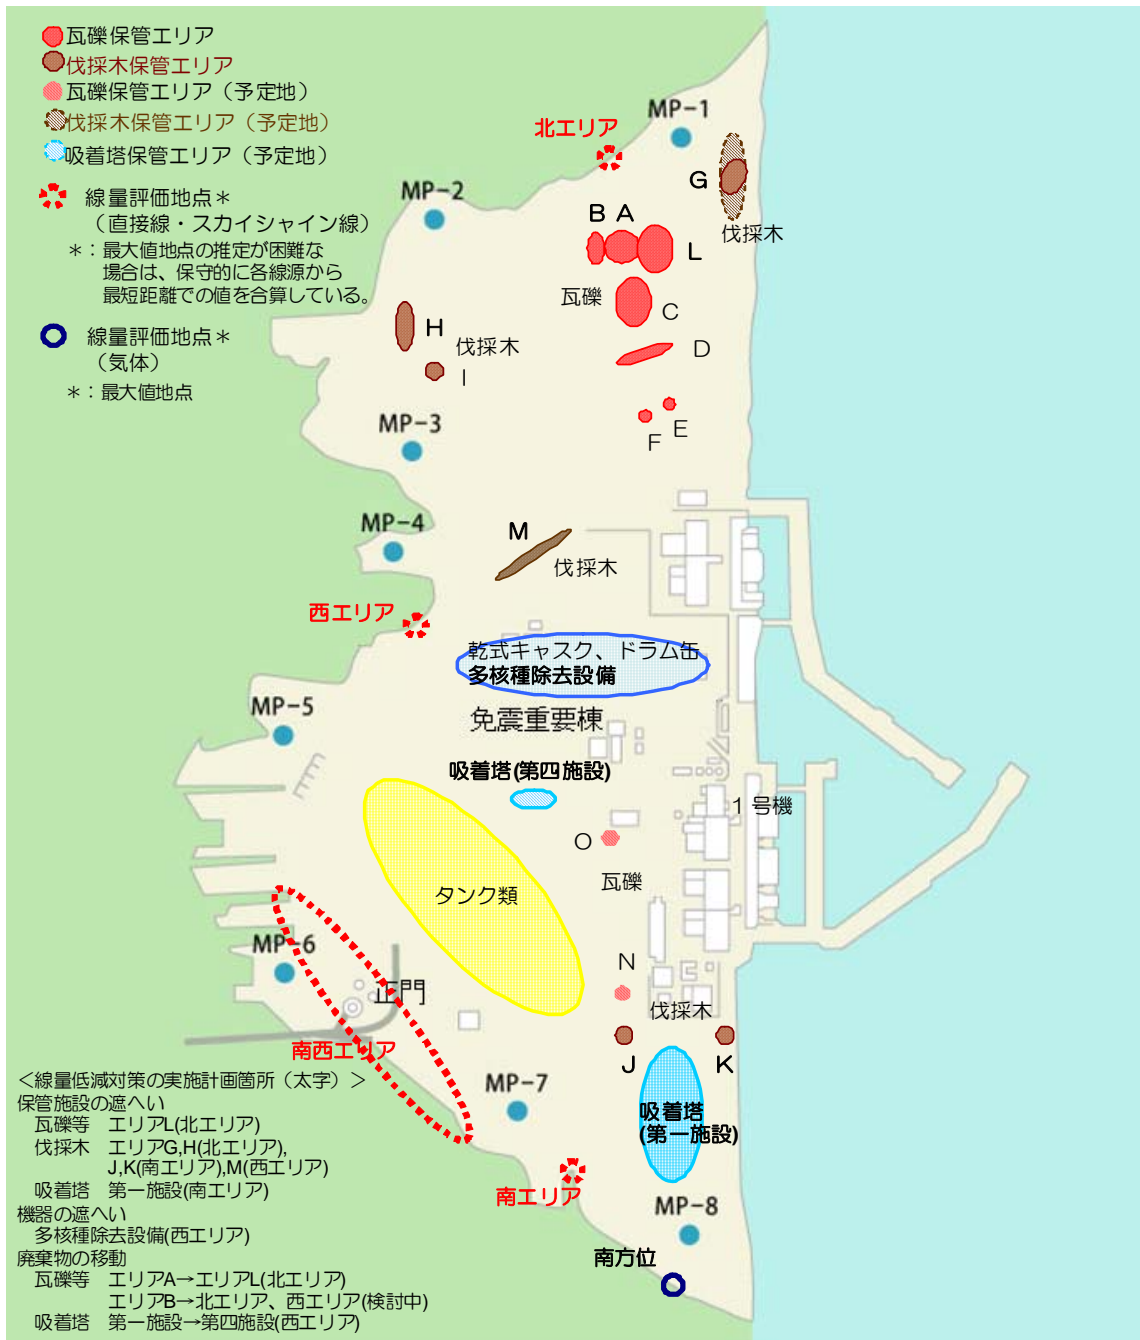 瓦礫保管エリア
伐採木保管エリア
瓦礫保管エリア（予定地）
伐採木保管エリア（予定地）
吸着塔保管エリア（予定地）
線量評価地点＊
（直接線・スカイシャイン線）
＊：最大値地点の推定が困難な
場合は、保守的に各線源から
最短距離での値を合算している。
線量評価地点＊
（気体）
＊：最大値地点
MP-1
北エリア
G
伐採木
MP-2
B
A
L
瓦礫
C
H
伐採木
D
I
E
F
MP-3
MP-4
M
伐採木
西エリア
乾式キャスク、ドラム缶
多核種除去設備
免震重要棟
MP-5
吸着塔(第四施設)
1号機
O
瓦礫
タンク類
MP-6
正門
N
伐採木
南西エリア
J
K
MP-7
吸着塔
(第一施設)
南エリア
MP-8
南方位
＜線量低減対策の実施計画箇所（太字）＞
保管施設の遮へい
瓦礫等　エリアL(北エリア)
伐採木　エリアG,H(北エリア),
J,K(南エリア),M(西エリア)
吸着塔　第一施設(南エリア)
機器の遮へい
多核種除去設備(西エリア)
廃棄物の移動
瓦礫等　エリアA→エリアL(北エリア)
エリアB→北エリア、西エリア(検討中)
吸着塔　第一施設→第四施設(西エリア)